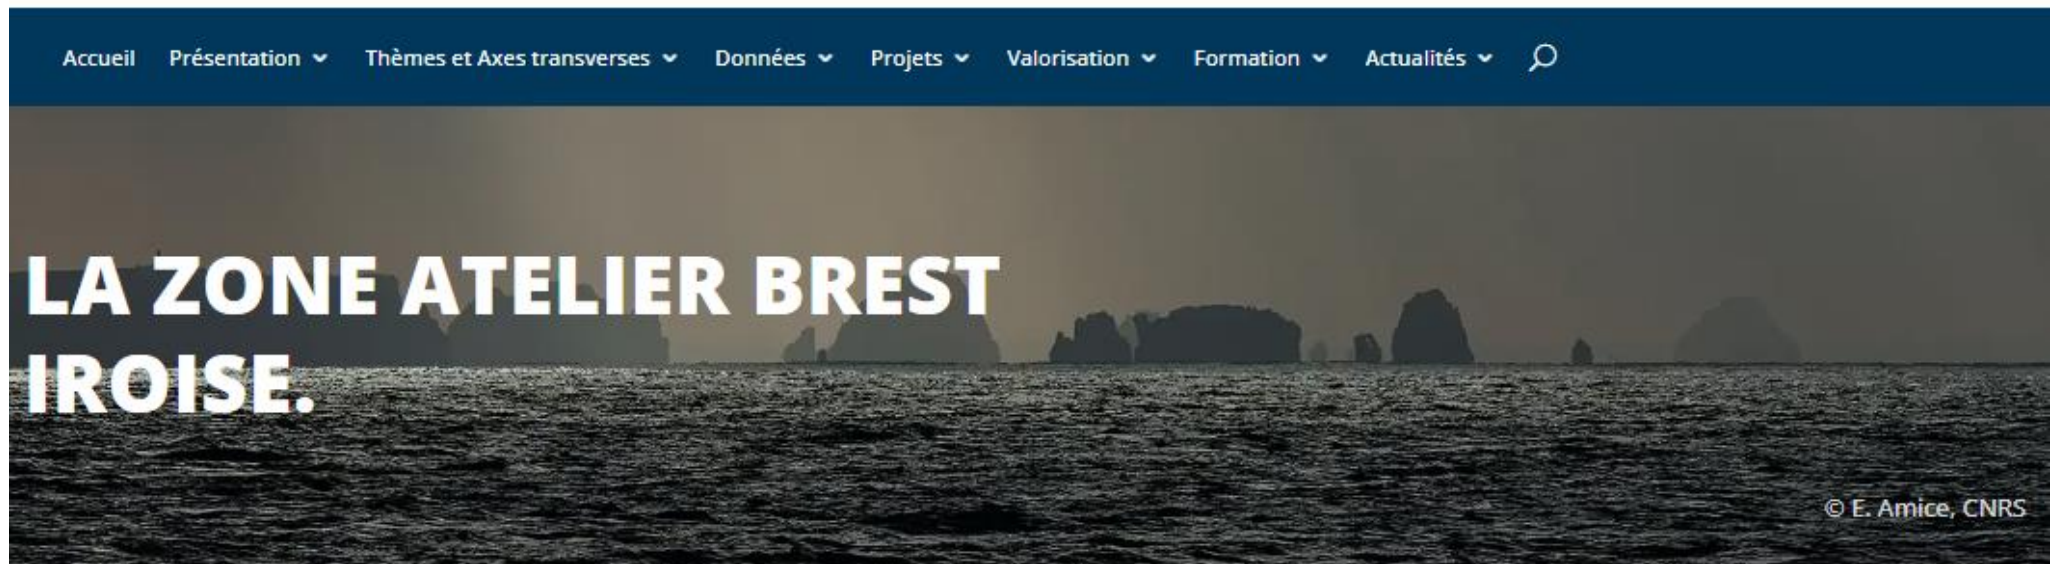 Accueil Présentation Thèmes et Axes transverses Données Projets Valorisation Formation Actualités
LA ZONE ATELIER BREST
IROISE.
© E. Amice, CNRS